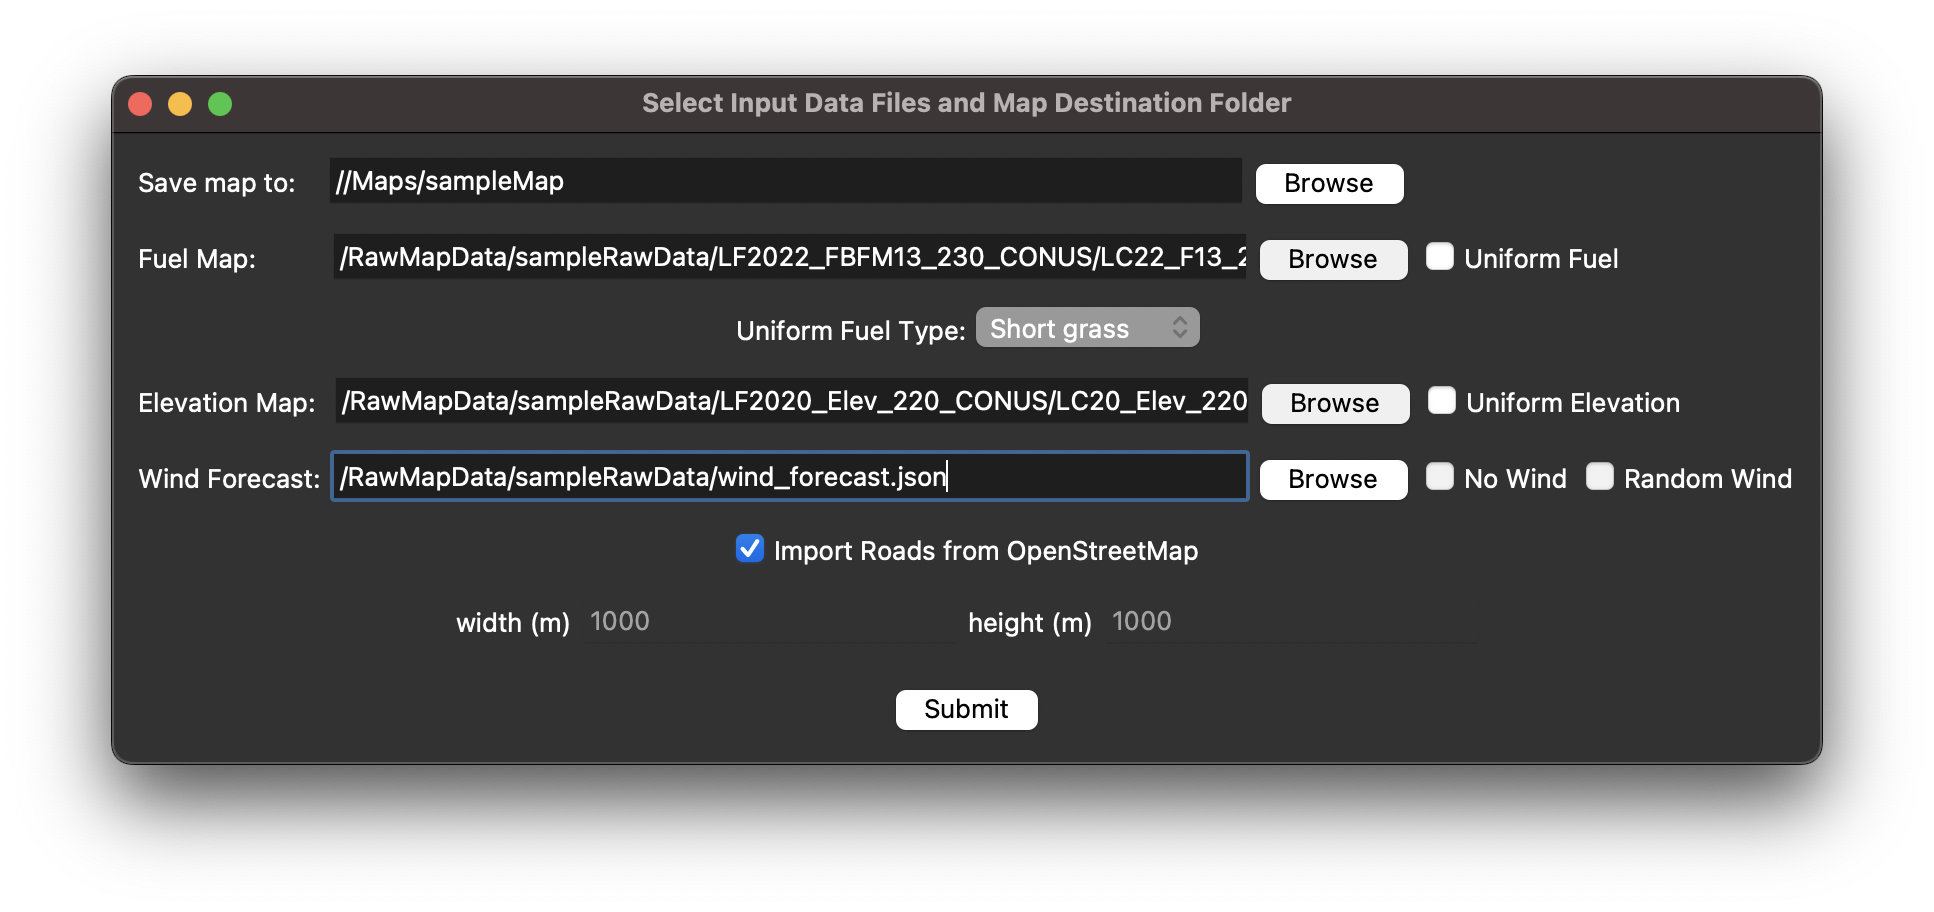 Select Input Data Files and Map Destination Folder
Save map to: //Maps/sampleMap Browse
Fuel Map: /RawMapData/sampleRawData/LF2022_FBFM13_230_CONUS/LC22_F13_2 Browse Uniform Fuel
Uniform Fuel Type: Short grass
Elevation Map: /RawMapData/sampleRawData/LF2020_Elev_220_CONUS/LC20_Elev_220 Browse Uniform Elevation
Wind Forecast: /RawMapData/sampleRawData/wind_forecast.json Browse No Wind Random Wind
Import Roads from OpenStreetMap
width (m) 1000 height (m) 1000
Submit